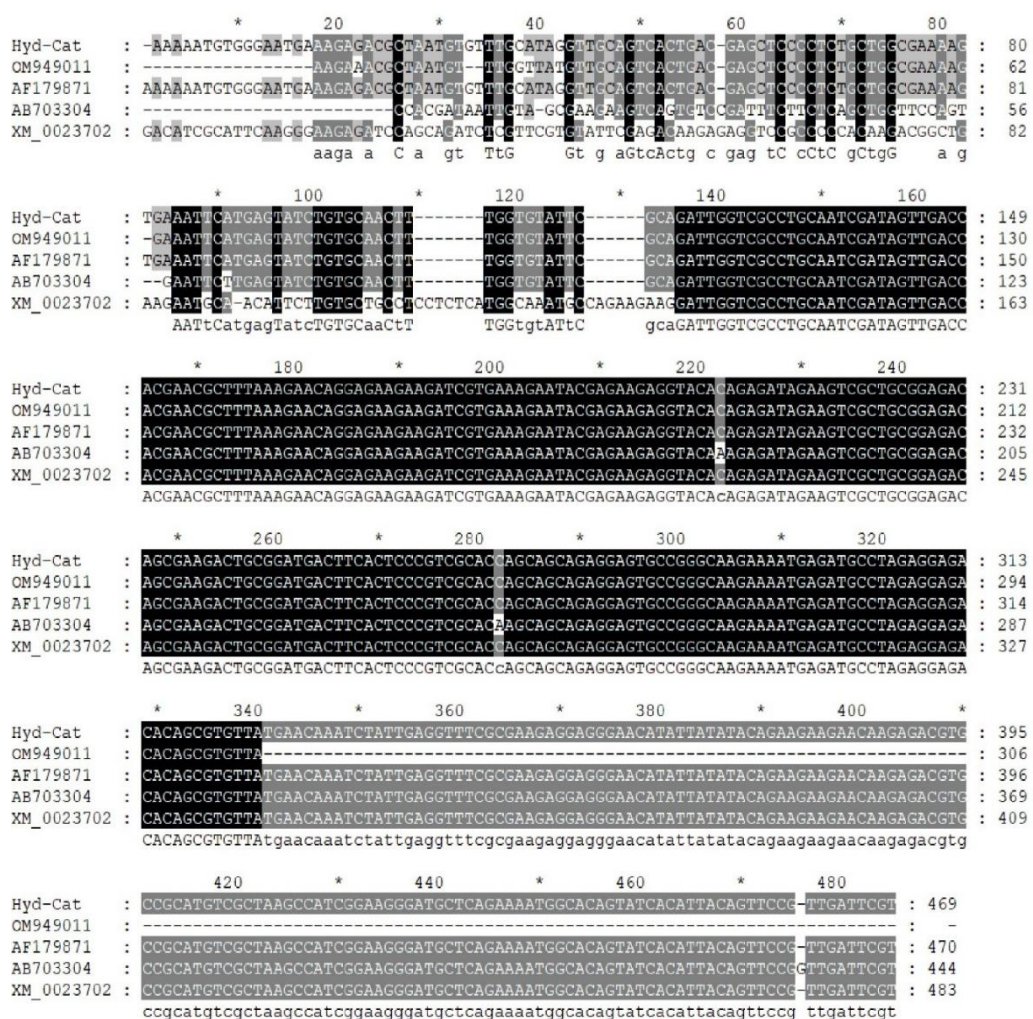 * 20 * 40 * 60 * 80
Hyd-Cat : -AAAAATGTGGGAATGAAAGAGACGCTAATGTGTTTGCATAGGTTGCAGTCACTGAC-GAGCTCCCCTCTGCTGGCGAAAAG : 80
OM949011 : -----------------AAGAAACGCTAATGT--TTGGTTATGTTGCAGTCACTGAC-GAGCTCCCCTCTGCTGGCGAAAAG : 62
AF179871 : AAAAAATGTGGGAATGAAAGAGACGCTAATGTGTTTGCATAGGTTGCAGTCACTGAC-GAGCTCCCCTCTGCTGGCGAAAAG : 81
AB703304 : -------------------------CCACGATAATTGTA-GCGAAGAAGTCAGTGTCCGATTTCTTCTCAGCTGGTTCCAGT : 56
XM_0023702 : GACATCGCATTCAAGGGAAGAGATCCAGCAGATCTCGTTCGTGTATTCGAGACAAGAGAGGTCCGCCCCCACAAGACGGCTG : 82
aaga a C a gt TtG Gt g aGtcActg c gag tC cCtC gCtgG a g
* 100 * 120 * 140 * 160
Hyd-Cat : TGAAATTCATGAGTATCTGTGCAACTT------TGGTGTATTC-----GCAGATTGGTCGCCTGCAATCGATAGTTGACC : 149
OM949011 : -GAAATTCATGAGTATCTGTGCAACTT------TGGTGTATTC-----GCAGATTGGTCGCCTGCAATCGATAGTTGACC : 130
AF179871 : TGAAATTCATGAGTATCTGTGCAACTT------TGGTGTATTC-----GCAGATTGGTCGCCTGCAATCGATAGTTGACC : 150
AB703304 : --GAATTCTTGAGTATCTGTGCAACTT------TGGTGTATTC-----GCAGATTGGTCGCCTGCAATCGATAGTTGACC : 123
XM_0023702 : AAGAATGCA-ACATTCTTGTGCTGCCTCCTCTCATGGCAAATGCCAGAAGAAGGATTGGTCGCCTGCAATCGATAGTTGACC : 163
AATtCatgagtatcTGTGCaaCtT TGGtgtATtC gcaGATTGGTCGCCTGCAATCGATAGTTGACC
* 180 * 200 * 220 * 240
Hyd-Cat : ACGAACGCTTTAAAGAACAGGAGAAGAAGATCGTGAAAGAATACGAGAAGAGGTACACAGAGATAGAAGTCGCTGCGGAGAC : 231
OM949011 : ACGAACGCTTTAAAGAACAGGAGAAGAAGATCGTGAAAGAATACGAGAAGAGGTACACAGAGATAGAAGTCGCTGCGGAGAC : 212
AF179871 : ACGAACGCTTTAAAGAACAGGAGAAGAAGATCGTGAAAGAATACGAGAAGAGGTACACAGAGATAGAAGTCGCTGCGGAGAC : 232
AB703304 : ACGAACGCTTTAAAGAACAGGAGAAGAAGATCGTGAAAGAATACGAGAAGAGGTACAAAGAGATAGAAGTCGCTGCGGAGAC : 205
XM_0023702 : ACGAACGCTTTAAAGAACAGGAGAAGAAGATCGTGAAAGAATACGAGAAGAGGTACACAGAGATAGAAGTCGCTGCGGAGAC : 245
ACGAACGCTTTAAAGAACAGGAGAAGAAGATCGTGAAAGAATACGAGAAGAGGTACAcAGAGATAGAAGTCGCTGCGGAGAC
* 260 * 280 * 300 * 320
Hyd-Cat : AGCGAAGACTGCGGATGACTTCACTCCCGTCGCACCAGCAGCAGAGGAGTGCCGGGCAAGAAAATGAGATGCCTAGAGGAGA : 313
OM949011 : AGCGAAGACTGCGGATGACTTCACTCCCGTCGCACCAGCAGCAGAGGAGTGCCGGGCAAGAAAATGAGATGCCTAGAGGAGA : 294
AF179871 : AGCGAAGACTGCGGATGACTTCACTCCCGTCGCACCAGCAGCAGAGGAGTGCCGGGCAAGAAAATGAGATGCCTAGAGGAGA : 314
AB703304 : AGCGAAGACTGCGGATGACTTCACTCCCGTCGCACAAGCAGCAGAGGAGTGCCGGGCAAGAAAATGAGATGCCTAGAGGAGA : 287
XM_0023702 : AGCGAAGACTGCGGATGACTTCACTCCCGTCGCACCAGCAGCAGAGGAGTGCCGGGCAAGAAAATGAGATGCCTAGAGGAGA : 327
AGCGAAGACTGCGGATGACTTCACTCCCGTCGCACcAGCAGCAGAGGAGTGCCGGGCAAGAAAATGAGATGCCTAGAGGAGA
* 340 * 360 * 380 * 400 *
Hyd-Cat : CACAGCGTGTTATGAACAAATCTATTGAGGTTTCGCGAAGAGGAGGGAACATATTATATACAGAAGAAGAACAAGAGACGTG : 395
OM949011 : CACAGCGTGTTA---------------------------------------------------------------------- : 306
AF179871 : CACAGCGTGTTATGAACAAATCTATTGAGGTTTCGCGAAGAGGAGGGAACATATTATATACAGAAGAAGAACAAGAGACGTG : 396
AB703304 : CACAGCGTGTTATGAACAAATCTATTGAGGTTTCGCGAAGAGGAGGGAACATATTATATACAGAAGAAGAACAAGAGACGTG : 369
XM_0023702 : CACAGCGTGTTATGAACAAATCTATTGAGGTTTCGCGAAGAGGAGGGAACATATTATATACAGAAGAAGAACAAGAGACGTG : 409
CACAGCGTGTTAtgaacaaatctattgaggtttcgcgaagaggagggaacatattatatacagaagaagaacaagagacgtg
420 * 440 * 460 * 480
Hyd-Cat : CCGCATGTCGCTAAGCCATCGGAAGGGATGCTCAGAAAATGGCACAGTATCACATTACAGTTCCG-TTGATTCGT : 469
OM949011 : --------------------------------------------------------------------------- : -
AF179871 : CCGCATGTCGCTAAGCCATCGGAAGGGATGCTCAGAAAATGGCACAGTATCACATTACAGTTCCG-TTGATTCGT : 470
AB703304 : CCGCATGTCGCTAAGCCATCGGAAGGGATGCTCAGAAAATGGCACAGTATCACATTACAGTTCCGGTTGATTCGT : 444
XM_0023702 : CCGCATGTCGCTAAGCCATCGGAAGGGATGCTCAGAAAATGGCACAGTATCACATTACAGTTCCG-TTGATTCGT : 483
ccgcatgtcgctaagccatcggaagggatgctcagaaaatggcacagtatcacattacagttccg ttgattcgt